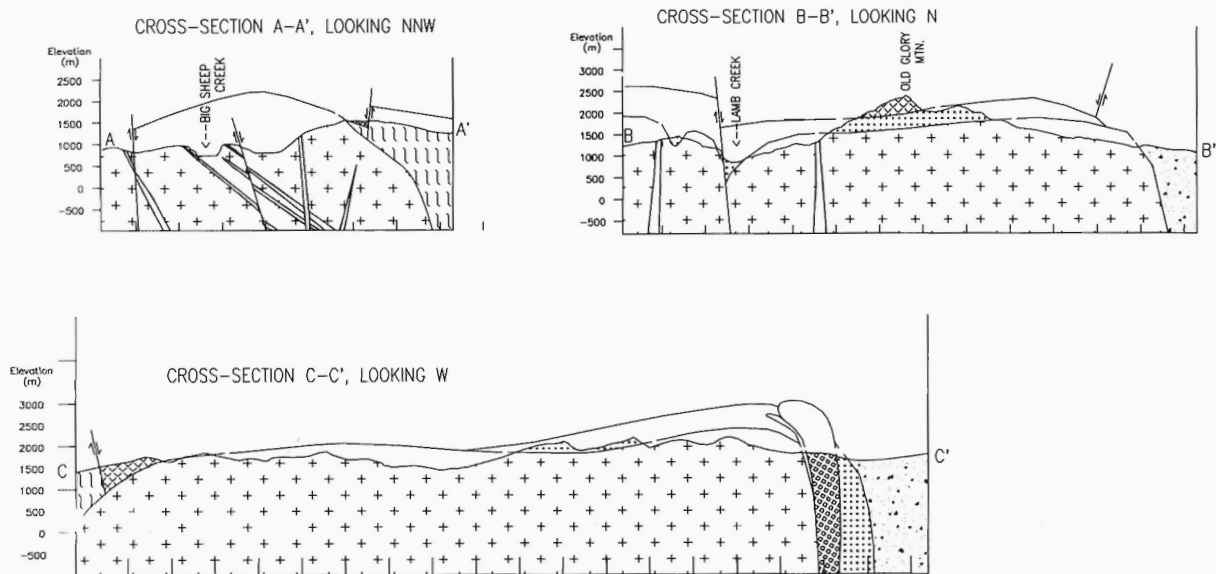 CROSS-SECTION A-A', LOOKING NNW
Elevation
(m)
2500
2000
1500
1000
500
0
-500
A
A'
BIG SHEEP
CREEK
CROSS-SECTION B-B', LOOKING N
Elevation
(m)
3000
2500
2000
1500
1000
500
0
-500
B
B'
LAMB CREEK
OLD GLORY
MTN.
CROSS-SECTION C-C', LOOKING W
Elevation
(m)
3000
2500
2000
1500
1000
500
0
-500
C
C'